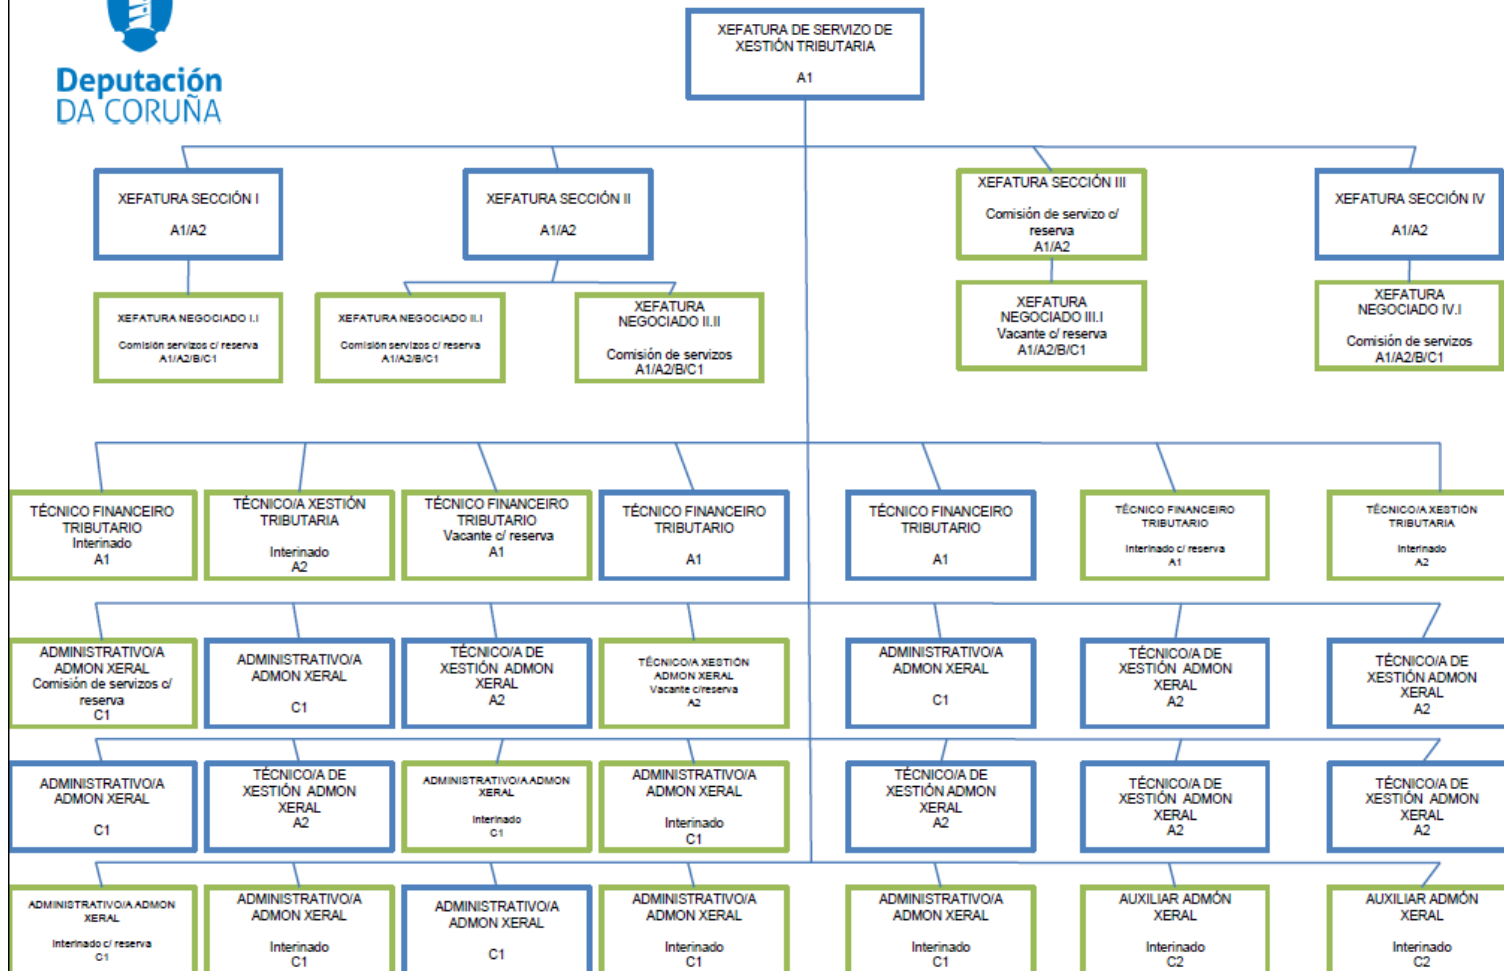 Deputación
DA CORUÑA
XEFATURA DE SERVIZO DE
XESTIÓN TRIBUTARIA
A1
XEFATURA SECCIÓN I
A1/A2
XEFATURA SECCIÓN II
A1/A2
XEFATURA SECCIÓN III
Comisión de servizo c/
reserva
A1/A2
XEFATURA SECCIÓN IV
A1/A2
XEFATURA NEGOCIADO I.I
Comisión servizos c/ reserva
A1/A2/B/C1
XEFATURA NEGOCIADO II.I
Comisión servizos c/ reserva
A1/A2/B/C1
XEFATURA
NEGOCIADO II.II
Comisión de servizos
A1/A2/B/C1
XEFATURA
NEGOCIADO III.I
Vacante c/ reserva
A1/A2/B/C1
XEFATURA
NEGOCIADO IV.I
Comisión de servizos
A1/A2/B/C1
TÉCNICO FINANCEIRO
TRIBUTARIO
Interinado
A1
TÉCNICO/A XESTIÓN
TRIBUTARIA
Interinado
A2
TÉCNICO FINANCEIRO
TRIBUTARIO
Vacante c/ reserva
A1
TÉCNICO FINANCEIRO
TRIBUTARIO
A1
TÉCNICO FINANCEIRO
TRIBUTARIO
A1
TÉCNICO FINANCEIRO
TRIBUTARIO
Interinado c/ reserva
A1
TÉCNICO/A XESTIÓN
TRIBUTARIA
Interinado
A2
ADMINISTRATIVO/A
ADMON XERAL
Comisión de servizos c/
reserva
C1
ADMINISTRATIVO/A
ADMON XERAL
C1
TÉCNICO/A DE
XESTIÓN ADMON
XERAL
A2
TÉCNICO/A XESTIÓN
ADMON XERAL
Vacante c/reserva
A2
ADMINISTRATIVO/A
ADMON XERAL
C1
TÉCNICO/A DE
XESTIÓN ADMON
XERAL
A2
TÉCNICO/A DE
XESTIÓN ADMON
XERAL
A2
ADMINISTRATIVO/A
ADMON XERAL
C1
TÉCNICO/A DE
XESTIÓN ADMON
XERAL
A2
ADMINISTRATIVO/A ADMON
XERAL
Interinado
C1
ADMINISTRATIVO/A
ADMON XERAL
Interinado
C1
TÉCNICO/A DE
XESTIÓN ADMON
XERAL
A2
TÉCNICO/A DE
XESTIÓN ADMON
XERAL
A2
TÉCNICO/A DE
XESTIÓN ADMON
XERAL
A2
ADMINISTRATIVO/A ADMON
XERAL
Interinado c/ reserva
C1
ADMINISTRATIVO/A
ADMON XERAL
Interinado
C1
ADMINISTRATIVO/A
ADMON XERAL
C1
ADMINISTRATIVO/A
ADMON XERAL
Interinado
C1
ADMINISTRATIVO/A
ADMON XERAL
Interinado
C1
AUXILIAR ADMÓN
XERAL
Interinado
C2
AUXILIAR ADMÓN
XERAL
Interinado
C2